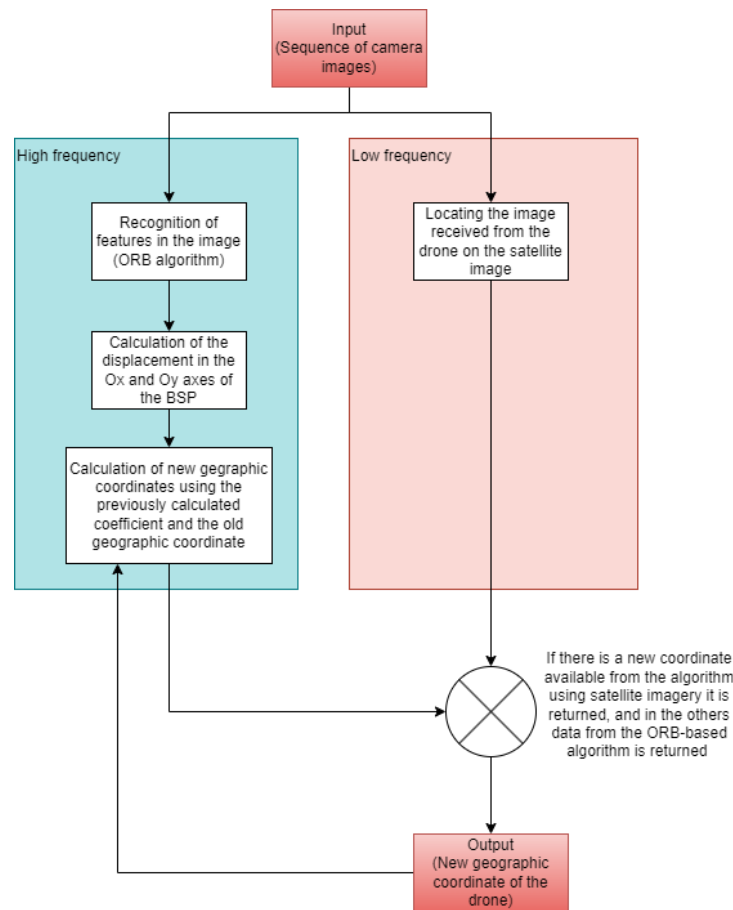 Input
(Sequence of camera
images)
High frequency
Low frequency
Recognition of
features in the image
(ORB algorithm)
Locating the image
received from the
drone on the satellite
image
Calculation of the
displacement in the
Ox and Oy axes of
the BSP
Calculation of new gegraphic
coordinates using the
previously calculated
coefficient and the old
geographic coordinate
If there is a new coordinate
available from the algorithm
using satellite imagery it is
returned, and in the others
data from the ORB-based
algorithm is returned
Output
(New geographic
coordinate of the
drone)